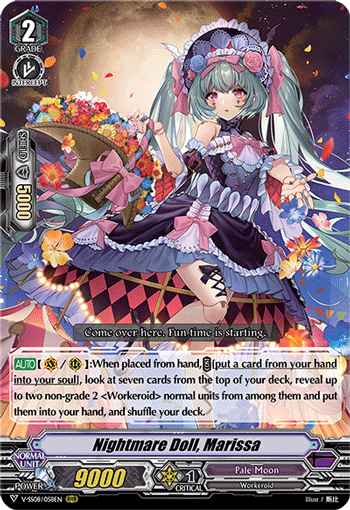 2
GRADE
INTERCEPT
SHIELD
5000
Come over here. Fun time is starting.
AUTO [ / ]:When placed from hand, [put a card from your hand
into your soul], look at seven cards from the top of your deck, reveal up
to two non-grade 2 <Workeroid> normal units from among them and put
them into your hand, and shuffle your deck.
Nightmare Doll, Marissa
NORMAL
UNIT
9000
1
CRITICAL
Pale Moon
Workeroid
V-SS08/058EN RRR
Illust / 斯比